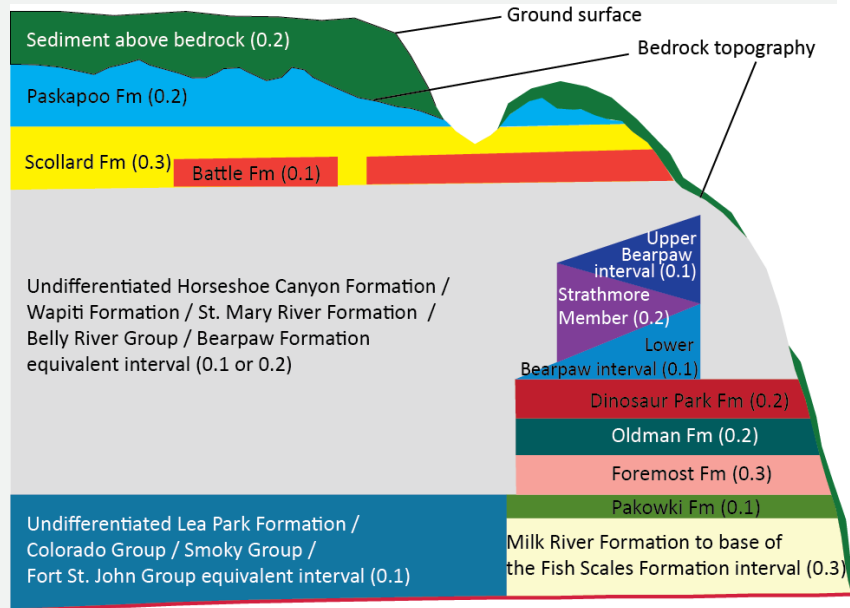 Ground surface
Sediment above bedrock (0.2)
Bedrock topography
Paskapoo Fm (0.2)
Scollard Fm (0.3)
Battle Fm (0.1)
Upper
Bearpaw
interval (0.1)
Strathmore
Member (0.2)
Lower
Bearpaw interval (0.1)
Undifferentiated Horseshoe Canyon Formation /
Wapiti Formation / St. Mary River Formation /
Belly River Group / Bearpaw Formation
equivalent interval (0.1 or 0.2)
Dinosaur Park Fm (0.2)
Oldman Fm (0.2)
Foremost Fm (0.3)
Pakowki Fm (0.1)
Undifferentiated Lea Park Formation /
Colorado Group / Smoky Group /
Fort St. John Group equivalent interval (0.1)
Milk River Formation to base of
the Fish Scales Formation interval (0.3)